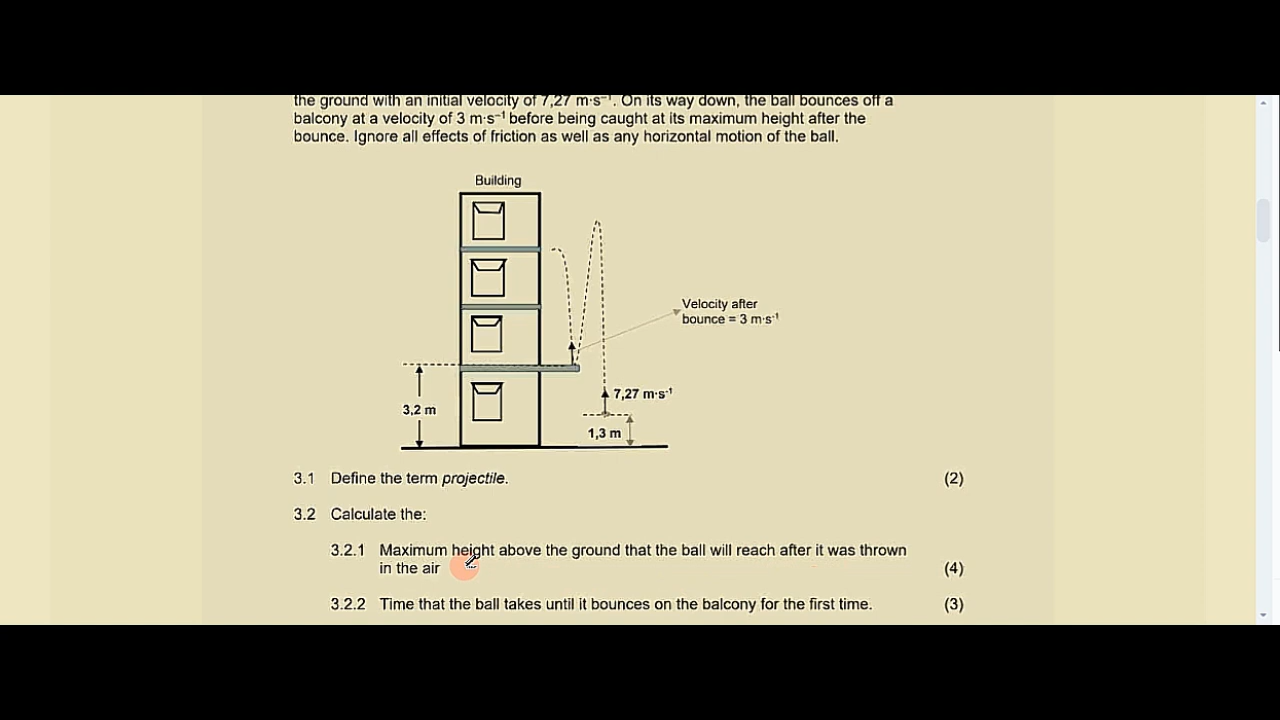 the ground with an initial velocity of 7,27 m·s⁻¹. On its way down, the ball bounces off a
balcony at a velocity of 3 m·s⁻¹ before being caught at its maximum height after the
bounce. Ignore all effects of friction as well as any horizontal motion of the ball.
Building
Velocity after
bounce = 3 m·s⁻¹
7,27 m·s⁻¹
3,2 m
1,3 m
3.1 Define the term projectile. (2)
3.2 Calculate the:
3.2.1 Maximum height above the ground that the ball will reach after it was thrown
in the air (4)
3.2.2 Time that the ball takes until it bounces on the balcony for the first time. (3)